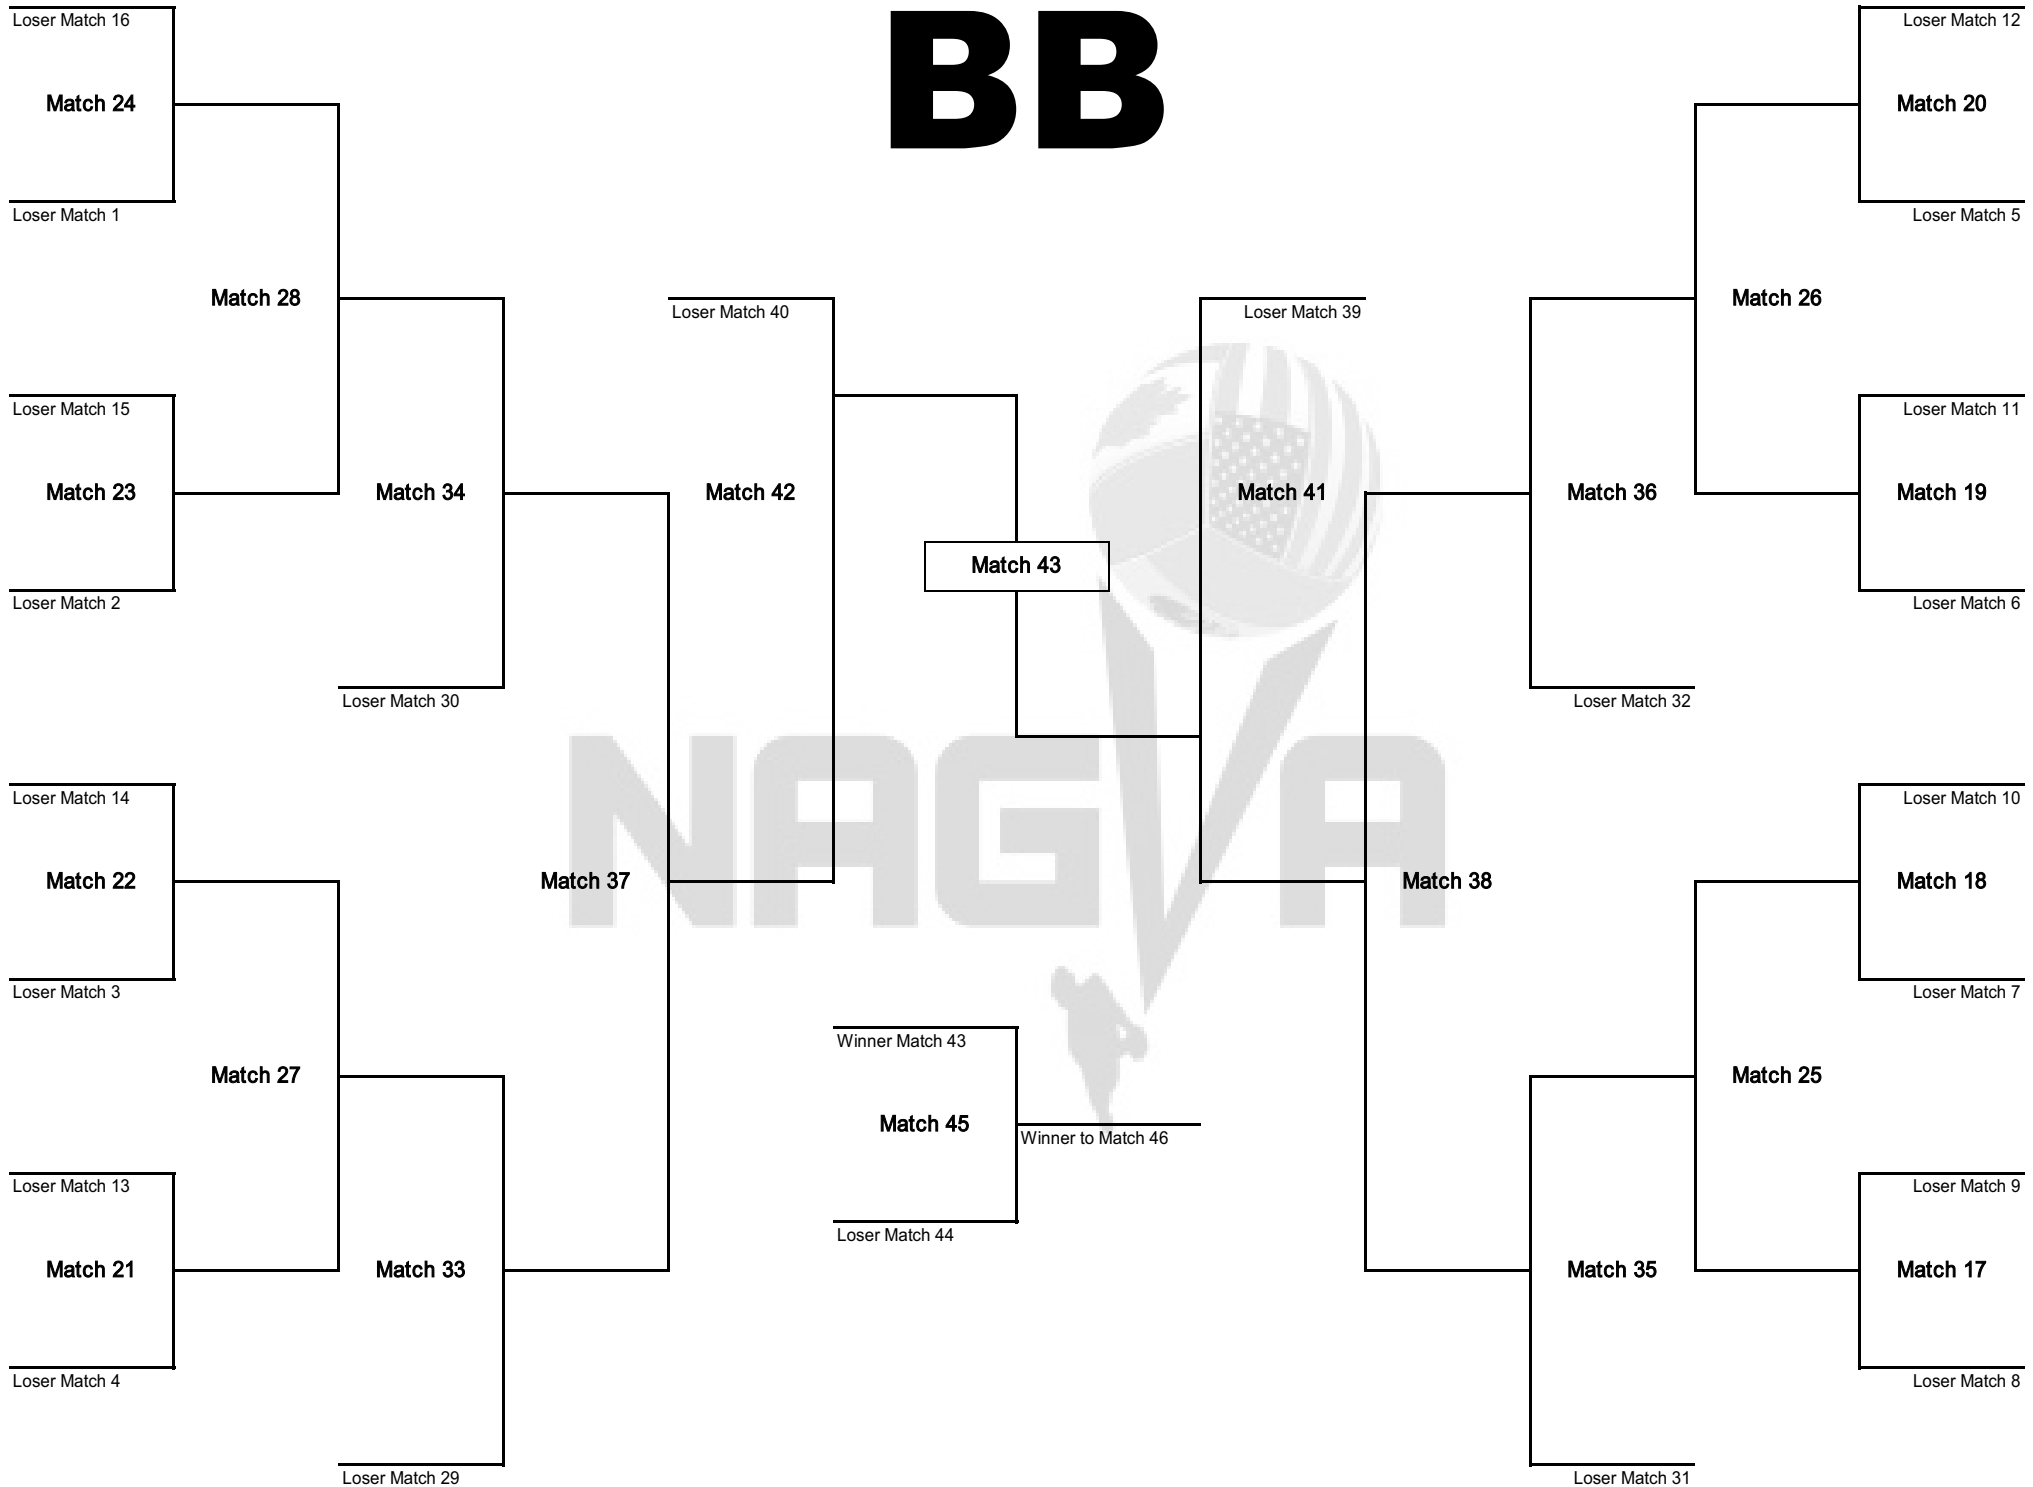 BB
Loser Match 16
Match 24
Loser Match 1
Match 28
Loser Match 15
Match 23
Loser Match 2
Match 34
Loser Match 30
Loser Match 14
Match 22
Loser Match 3
Match 27
Loser Match 13
Match 21
Loser Match 4
Match 33
Loser Match 29
Match 37
Loser Match 40
Match 42
Match 43
Loser Match 39
Match 41
NAGVA
Winner Match 43
Match 45
Winner to Match 46
Loser Match 44
Match 38
Match 36
Loser Match 32
Match 35
Loser Match 31
Loser Match 12
Match 20
Loser Match 5
Match 26
Loser Match 11
Match 19
Loser Match 6
Loser Match 10
Match 18
Loser Match 7
Match 25
Loser Match 9
Match 17
Loser Match 8